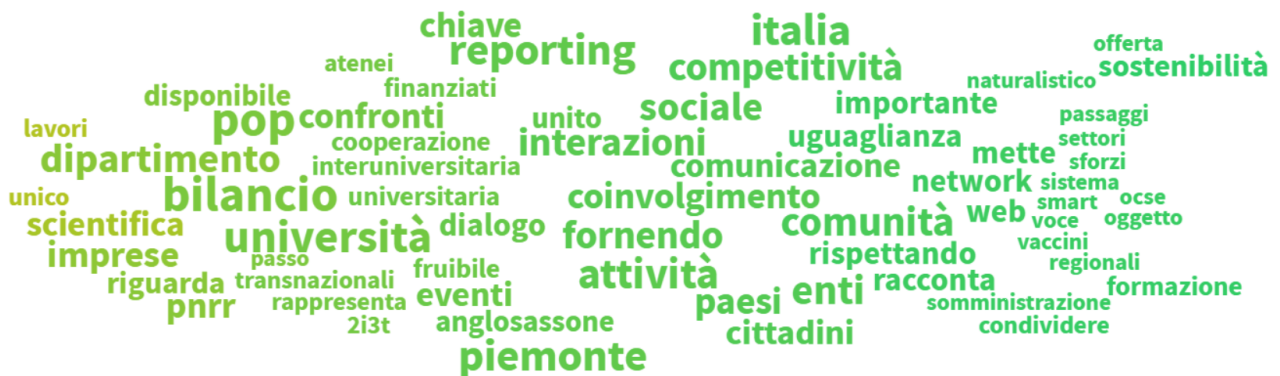 chiave
italia
reporting
offerta
atenei
competitività
sostenibilità
naturalistico
finanziati
disponibile
sociale
importante
pop
confronti
unito
passaggi
lavori
cooperazione
interazioni
uguaglianza
settori
dipartimento
interuniversitaria
comunicazione
mette
sforzi
bilancio
network
sistema
unico
universitaria
coinvolgimento
smart
ocse
scientifica
dialogo
comunità
web
voce
oggetto
università
fornendo
vaccini
imprese
passo
rispettando
regionali
fruibile
attività
riguarda
transnazionali
racconta
formazione
pnrr
rappresenta
eventi
paesi
enti
somministrazione
2i3t
anglosassone
cittadini
condividere
piemonte